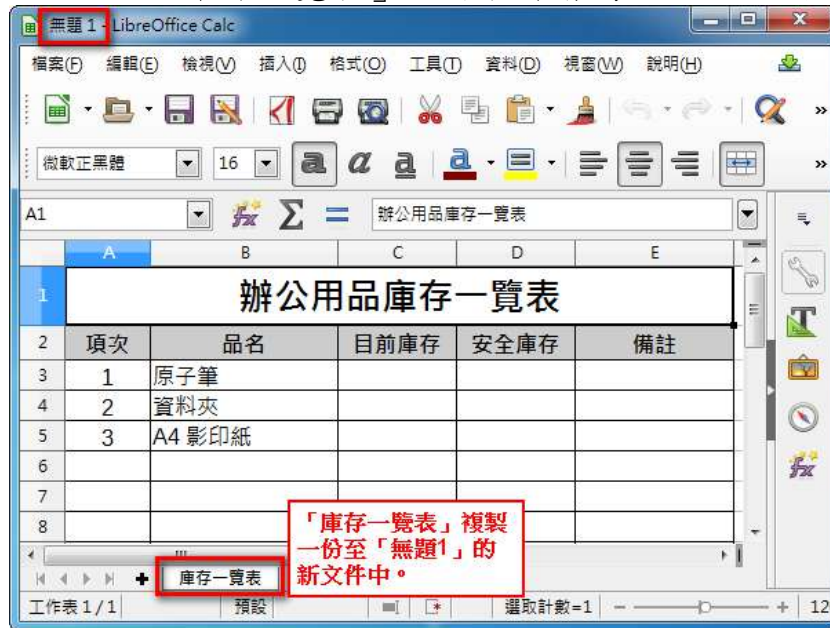 無題 1 - LibreOffice Calc
檔案(F) 編輯(E) 檢視(V) 插入(I) 格式(O) 工具(T) 資料(D) 視窗(W) 說明(H)
微軟正黑體 16 a a a a
A1 fx Σ = 辦公用品庫存一覽表
A B C D E
1 辦公用品庫存一覽表
2 項次 品名 目前庫存 安全庫存 備註
3 1 原子筆
4 2 資料夾
5 3 A4 影印紙
6
7
8
「庫存一覽表」複製
一份至「無題1」的
新文件中。
庫存一覽表
工作表 1 / 1 預設 選取計數=1 12